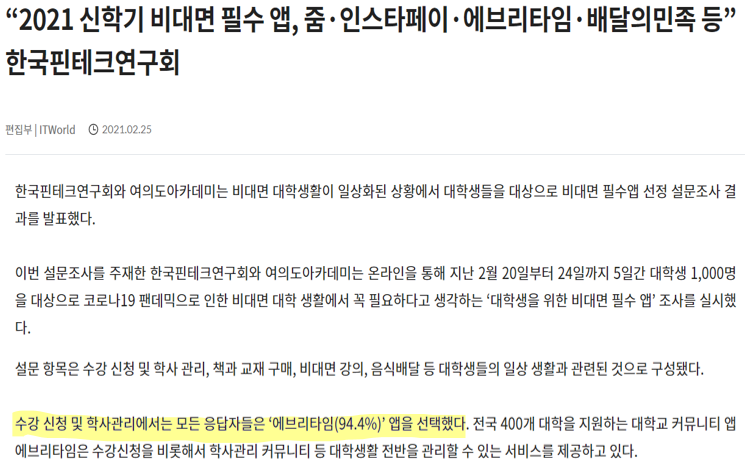 “2021 신학기 비대면 필수 앱, 줌·인스타페이·에브리타임·배달의민족 등”
한국핀테크연구회
편집부 | ITWorld 2021.02.25
한국핀테크연구회와 여의도아카데미는 비대면 대학생활이 일상화된 상황에서 대학생들을 대상으로 비대면 필수앱 선정 설문조사 결
과를 발표했다.
이번 설문조사를 주재한 한국핀테크연구회와 여의도아카데미는 온라인을 통해 지난 2월 20일부터 24일까지 5일간 대학생 1,000명
을 대상으로 코로나19 팬데믹으로 인한 비대면 대학 생활에서 꼭 필요하다고 생각하는 ‘대학생을 위한 비대면 필수 앱’ 조사를 실시했
다.
설문 항목은 수강 신청 및 학사 관리, 책과 교재 구매, 비대면 강의, 음식배달 등 대학생들의 일상 생활과 관련된 것으로 구성됐다.
수강 신청 및 학사관리에서는 모든 응답자들은 ‘에브리타임(94.4%)’ 앱을 선택했다. 전국 400개 대학을 지원하는 대학교 커뮤니티 앱
에브리타임은 수강신청을 비롯해서 학사관리 커뮤니티 등 대학생활 전반을 관리할 수 있는 서비스를 제공하고 있다.